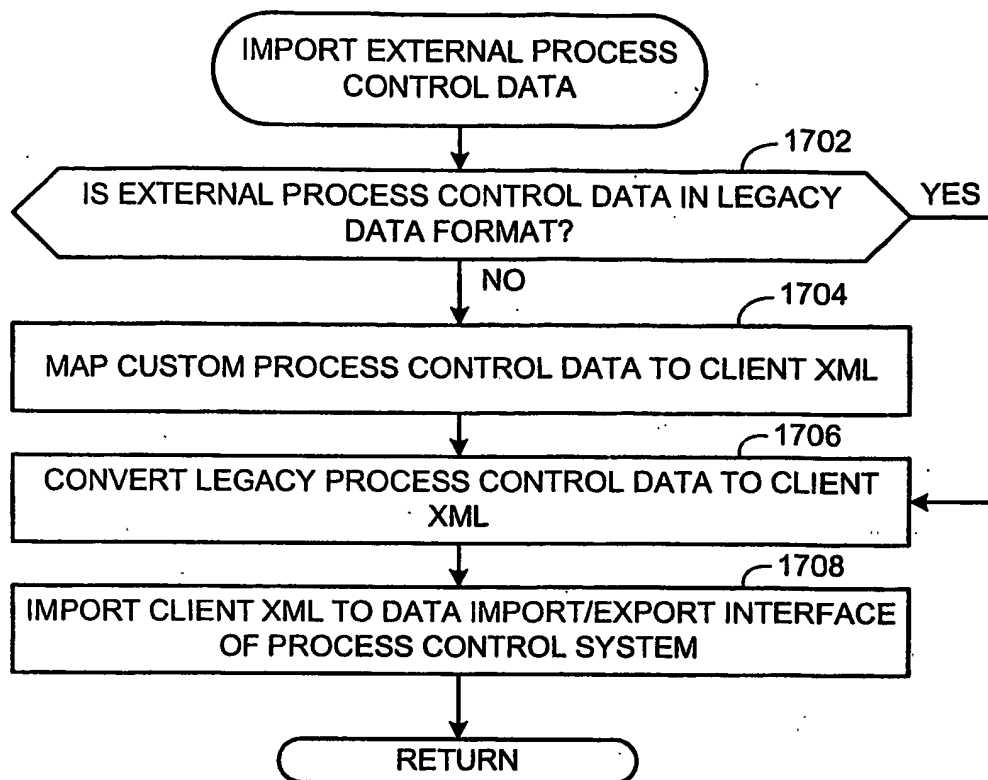 IMPORT EXTERNAL PROCESS
CONTROL DATA
1702
IS EXTERNAL PROCESS CONTROL DATA IN LEGACY
DATA FORMAT?
YES
NO
1704
MAP CUSTOM PROCESS CONTROL DATA TO CLIENT XML
1706
CONVERT LEGACY PROCESS CONTROL DATA TO CLIENT
XML
1708
IMPORT CLIENT XML TO DATA IMPORT/EXPORT INTERFACE
OF PROCESS CONTROL SYSTEM
RETURN